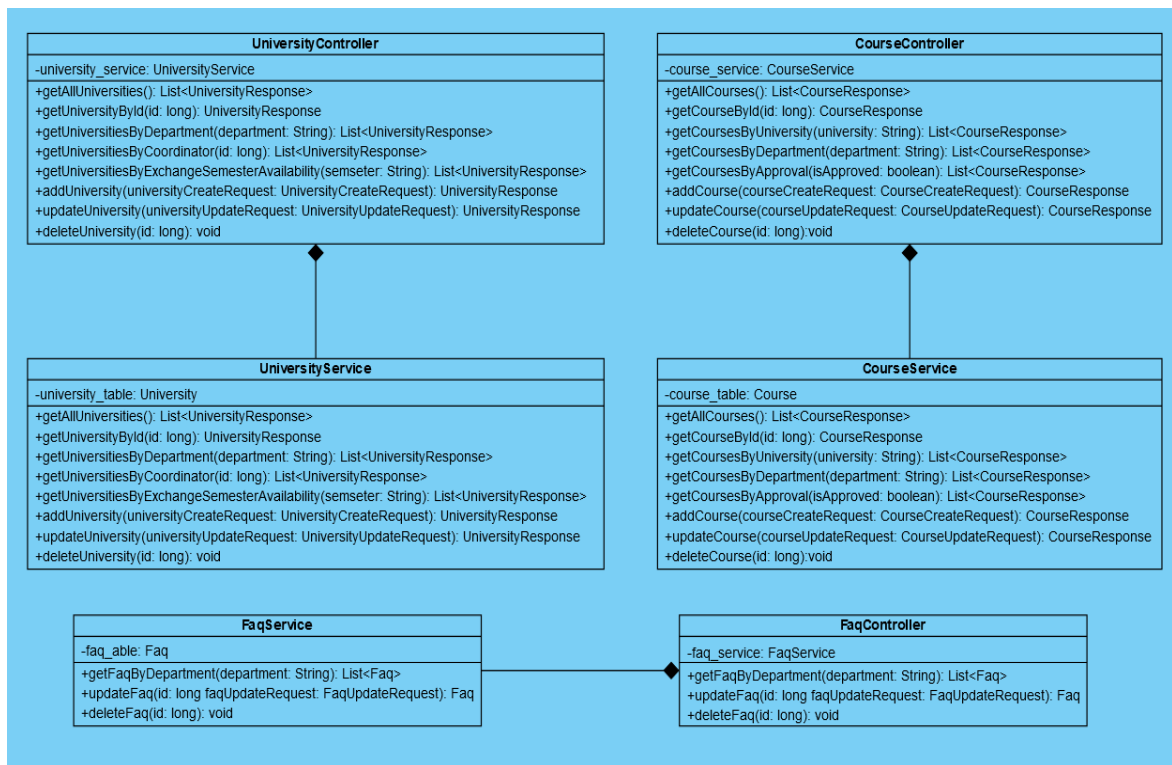 UniversityController
-university_service: UniversityService
+getAllUniversities(): List<UniversityResponse>
+getUniversityById(id: long): UniversityResponse
+getUniversitiesByDepartment(department: String): List<UniversityResponse>
+getUniversitiesByCoordinator(id: long): List<UniversityResponse>
+getUniversitiesByExchangeSemesterAvailability(semseter: String): List<UniversityResponse>
+addUniversity(universityCreateRequest: UniversityCreateRequest): UniversityResponse
+updateUniversity(universityUpdateRequest: UniversityUpdateRequest): UniversityResponse
+deleteUniversity(id: long): void
CourseController
-course_service: CourseService
+getAllCourses(): List<CourseResponse>
+getCourseById(id: long): CourseResponse
+getCoursesByUniversity(university: String): List<CourseResponse>
+getCoursesByDepartment(department: String): List<CourseResponse>
+getCoursesByApproval(isApproved: boolean): List<CourseResponse>
+addCourse(courseCreateRequest: CourseCreateRequest): CourseResponse
+updateCourse(courseUpdateRequest: CourseUpdateRequest): CourseResponse
+deleteCourse(id: long):void
UniversityService
-university_table: University
+getAllUniversities(): List<UniversityResponse>
+getUniversityById(id: long): UniversityResponse
+getUniversitiesByDepartment(department: String): List<UniversityResponse>
+getUniversitiesByCoordinator(id: long): List<UniversityResponse>
+getUniversitiesByExchangeSemesterAvailability(semseter: String): List<UniversityResponse>
+addUniversity(universityCreateRequest: UniversityCreateRequest): UniversityResponse
+updateUniversity(universityUpdateRequest: UniversityUpdateRequest): UniversityResponse
+deleteUniversity(id: long): void
CourseService
-course_table: Course
+getAllCourses(): List<CourseResponse>
+getCourseById(id: long): CourseResponse
+getCoursesByUniversity(university: String): List<CourseResponse>
+getCoursesByDepartment(department: String): List<CourseResponse>
+getCoursesByApproval(isApproved: boolean): List<CourseResponse>
+addCourse(courseCreateRequest: CourseCreateRequest): CourseResponse
+updateCourse(courseUpdateRequest: CourseUpdateRequest): CourseResponse
+deleteCourse(id: long):void
FaqService
-faq_able: Faq
+getFaqByDepartment(department: String): List<Faq>
+updateFaq(id: long faqUpdateRequest: FaqUpdateRequest): Faq
+deleteFaq(id: long): void
FaqController
-faq_service: FaqService
+getFaqByDepartment(department: String): List<Faq>
+updateFaq(id: long faqUpdateRequest: FaqUpdateRequest): Faq
+deleteFaq(id: long): void